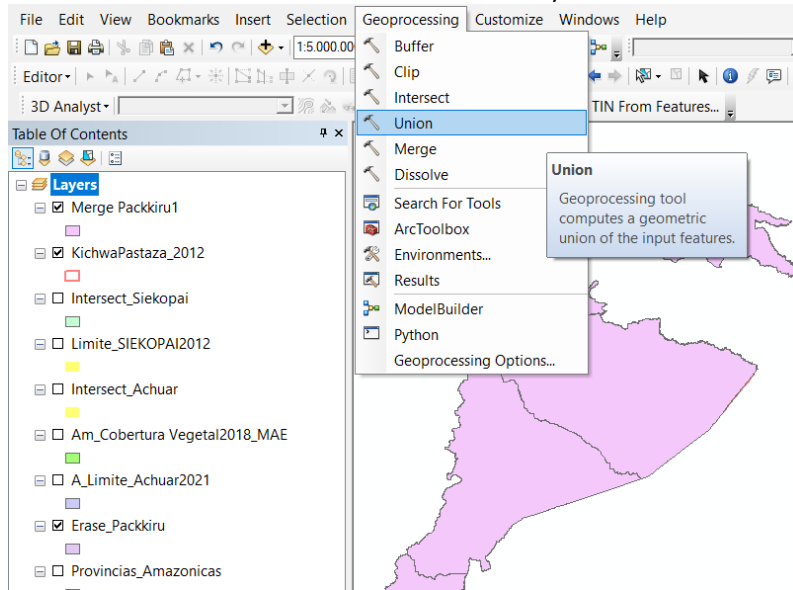 File Edit View Bookmarks Insert Selection Geoprocessing Customize Windows Help
1:5.000.00
Editor
3D Analyst
TIN From Features...
Table Of Contents
Layers
Merge Packkiru1
KichwaPastaza_2012
Intersect_Siekopai
Limite_SIEKOPAI2012
Intersect_Achuar
Am_Cobertura Vegetal2018_MAE
A_Limite_Achuar2021
Erase_Packkiru
Provincias_Amazonicas
Buffer
Clip
Intersect
Union
Merge
Dissolve
Search For Tools
ArcToolbox
Environments...
Results
ModelBuilder
Python
Geoprocessing Options...
Union
Geoprocessing tool
computes a geometric
union of the input features.